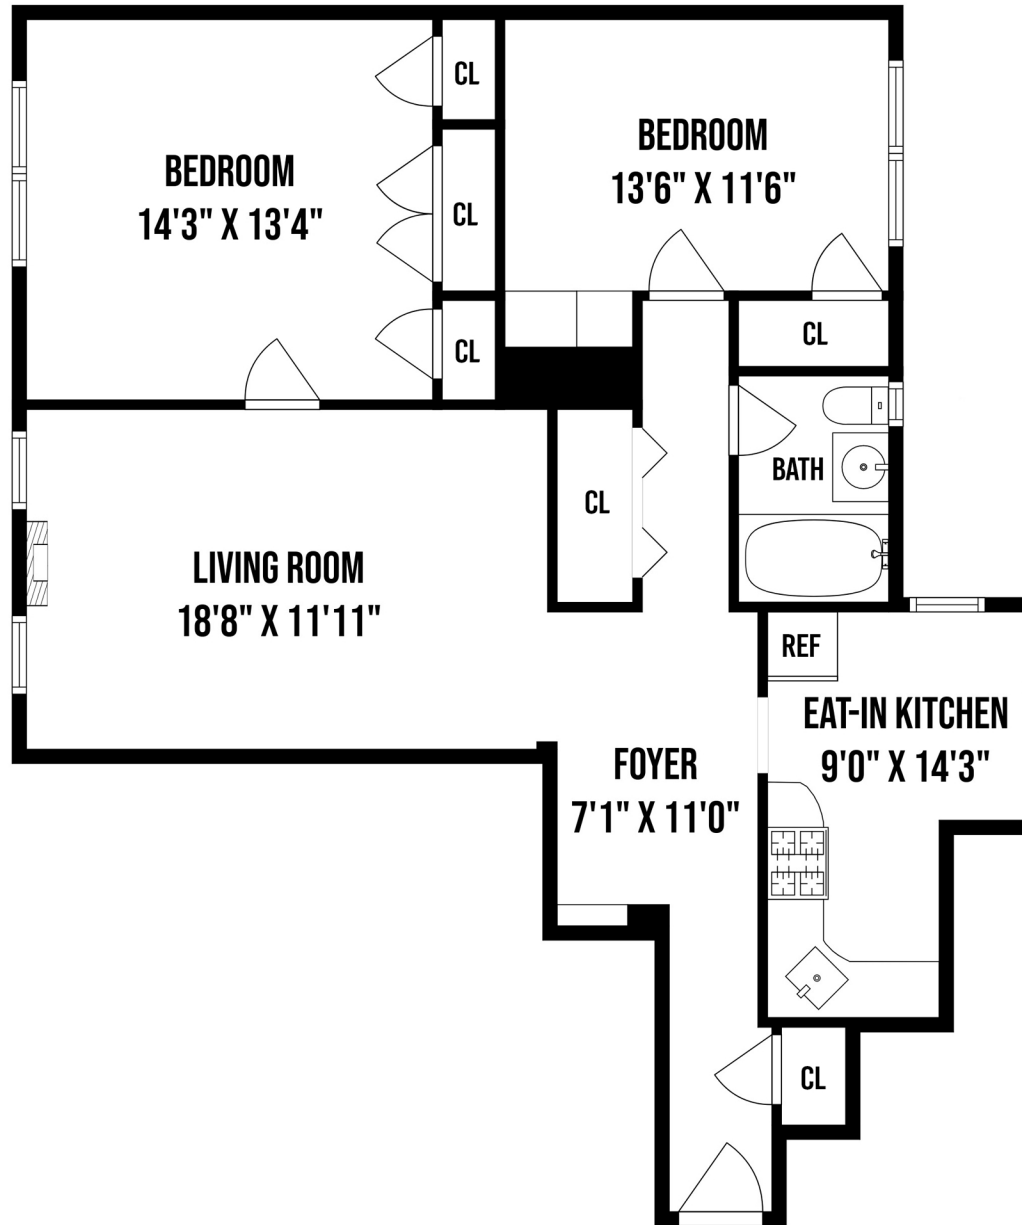 CL
BEDROOM
13'6" X 11'6"
BEDROOM
14'3" X 13'4"
CL
CL
CL
BATH
CL
LIVING ROOM
18'8" X 11'11"
REF
EAT-IN KITCHEN
9'0" X 14'3"
FOYER
7'1" X 11'0"
CL